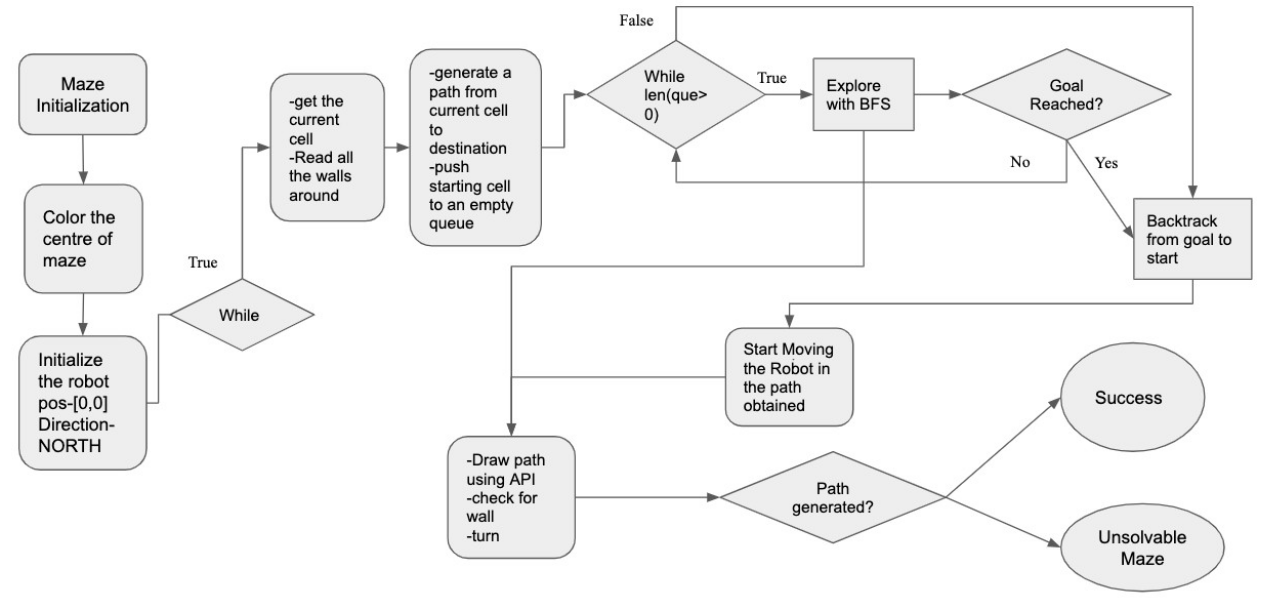 Maze
Initialization
Color the
centre of
maze
Initialize
the robot
pos-[0,0]
Direction-
NORTH
While
True
-get the
current
cell
-Read all
the walls
around
-generate a
path from
current cell
to
destination
-push
starting cell
to an empty
queue
While
len(que>
0)
False
True
Explore
with BFS
Goal
Reached?
No
Yes
Backtrack
from goal to
start
Start Moving
the Robot in
the path
obtained
-Draw path
using API
-check for
wall
-turn
Path
generated?
Success
Unsolvable
Maze